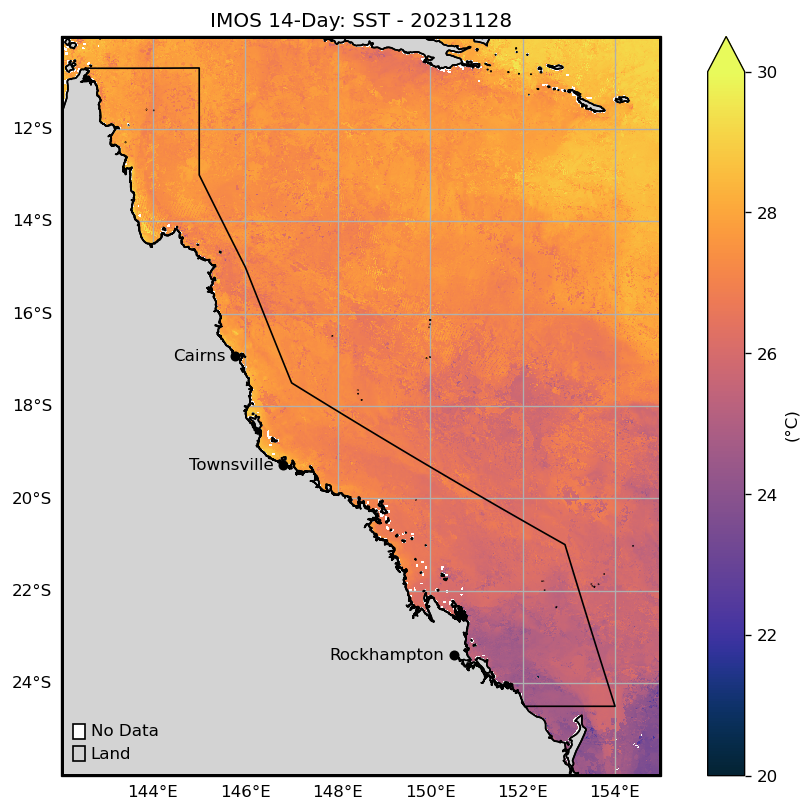 IMOS 14-Day: SST - 20231128
12°S
14°S
16°S
18°S
20°S
22°S
24°S
Cairns
Townsville
Rockhampton
No Data
Land
144°E 146°E 148°E 150°E 152°E 154°E
30
28
26
24
22
20
(°C)